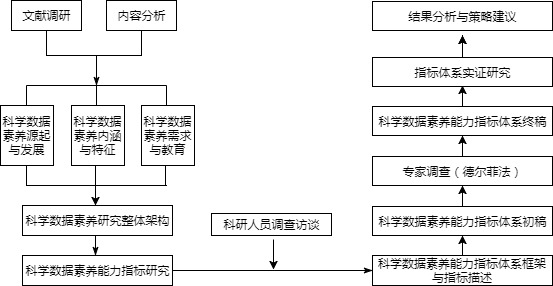 文献调研
内容分析
科学数据
素养源起
与发展
科学数据
素养内涵
与特征
科学数据
素养需求
与教育
科学数据素养研究整体架构
科学数据素养能力指标研究
科研人员调查访谈
科学数据素养能力指标体系框架
与指标描述
科学数据素养能力指标体系初稿
专家调查（德尔菲法）
科学数据素养能力指标体系终稿
指标体系实证研究
结果分析与策略建议